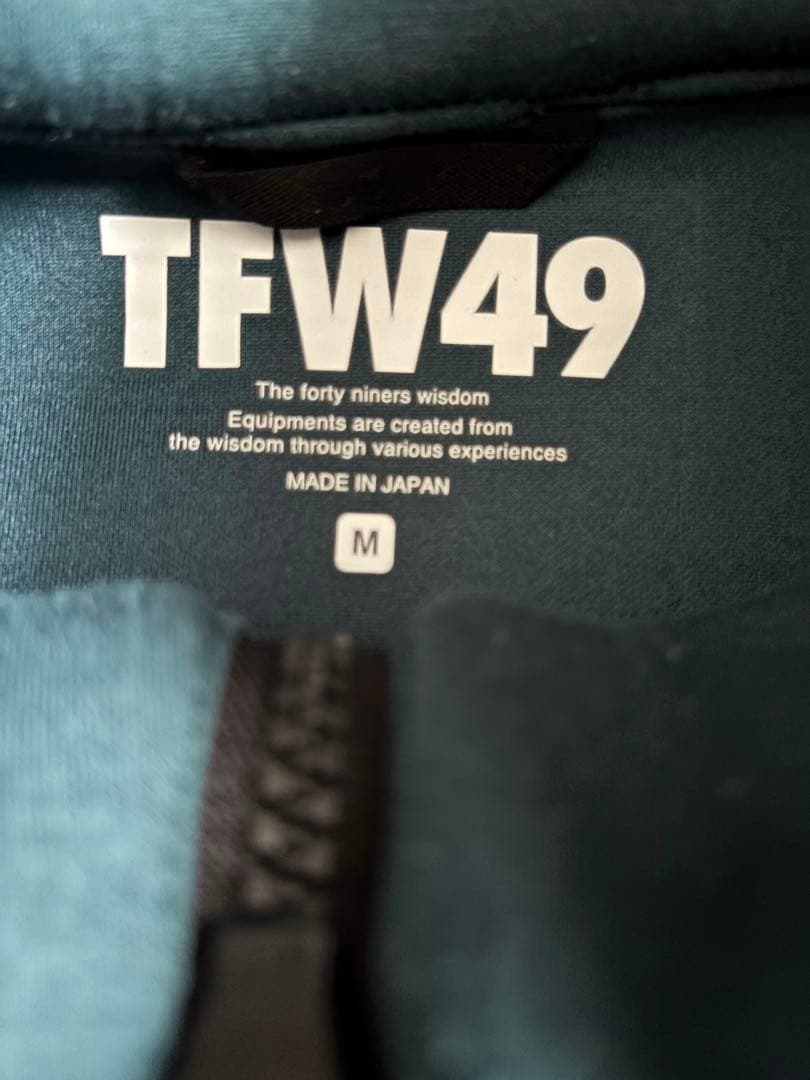 TFW49
The forty niners wisdom
Equipments are created from
the wisdom through various experiences
MADE IN JAPAN
M